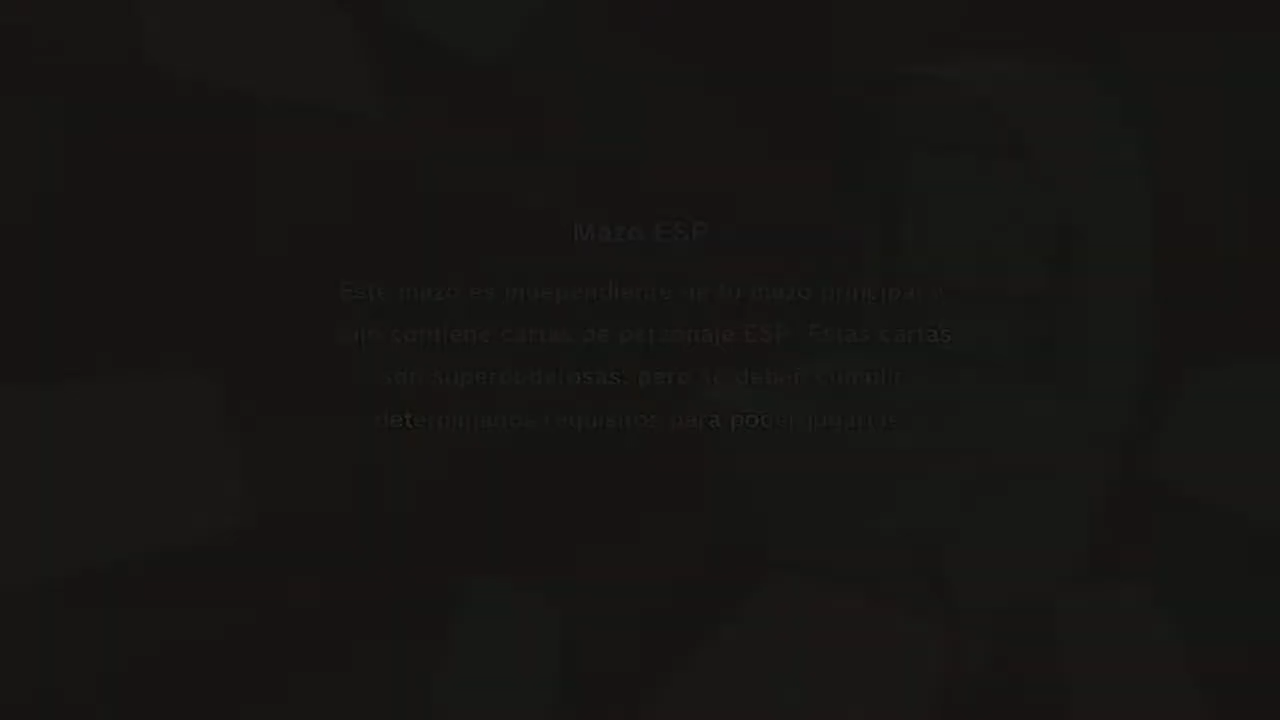 Mazo ESP
Este mazo es independiente de tu mazo principal y
solo contiene cartas de personaje ESP. Estas cartas
son superpoderosas, pero se deben cumplir
determinados requisitos para poder jugarlas.